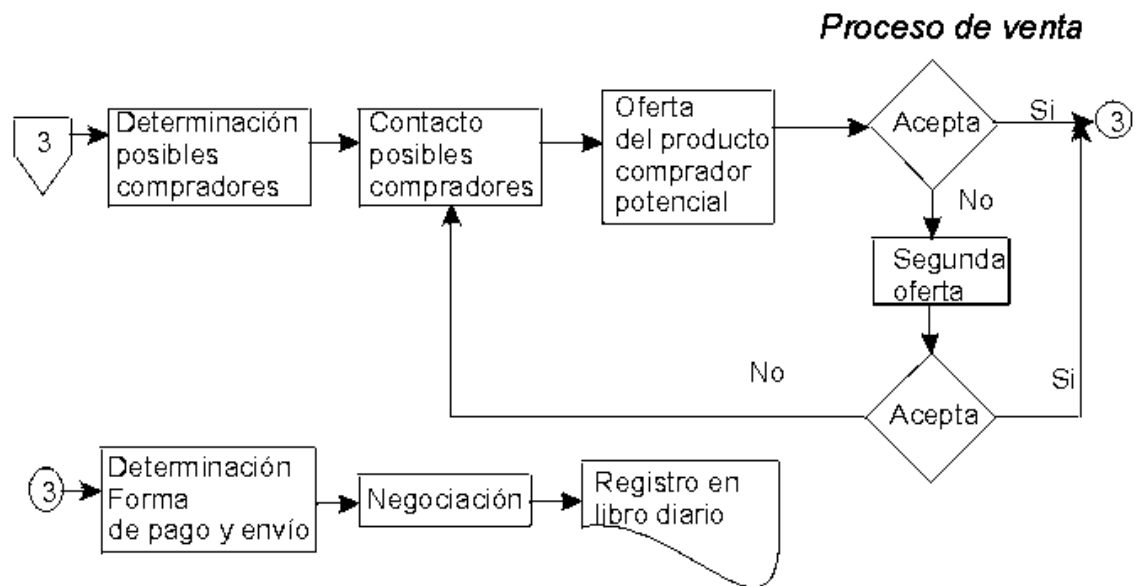 Proceso de venta
3
Determinación
posibles
compradores
Contacto
posibles
compradores
Oferta
del producto
comprador
potencial
Acepta
Si
3
No
Segunda
oferta
Acepta
No
Si
3
Determinación
Forma
de pago y envío
Negociación
Registro en
libro diario